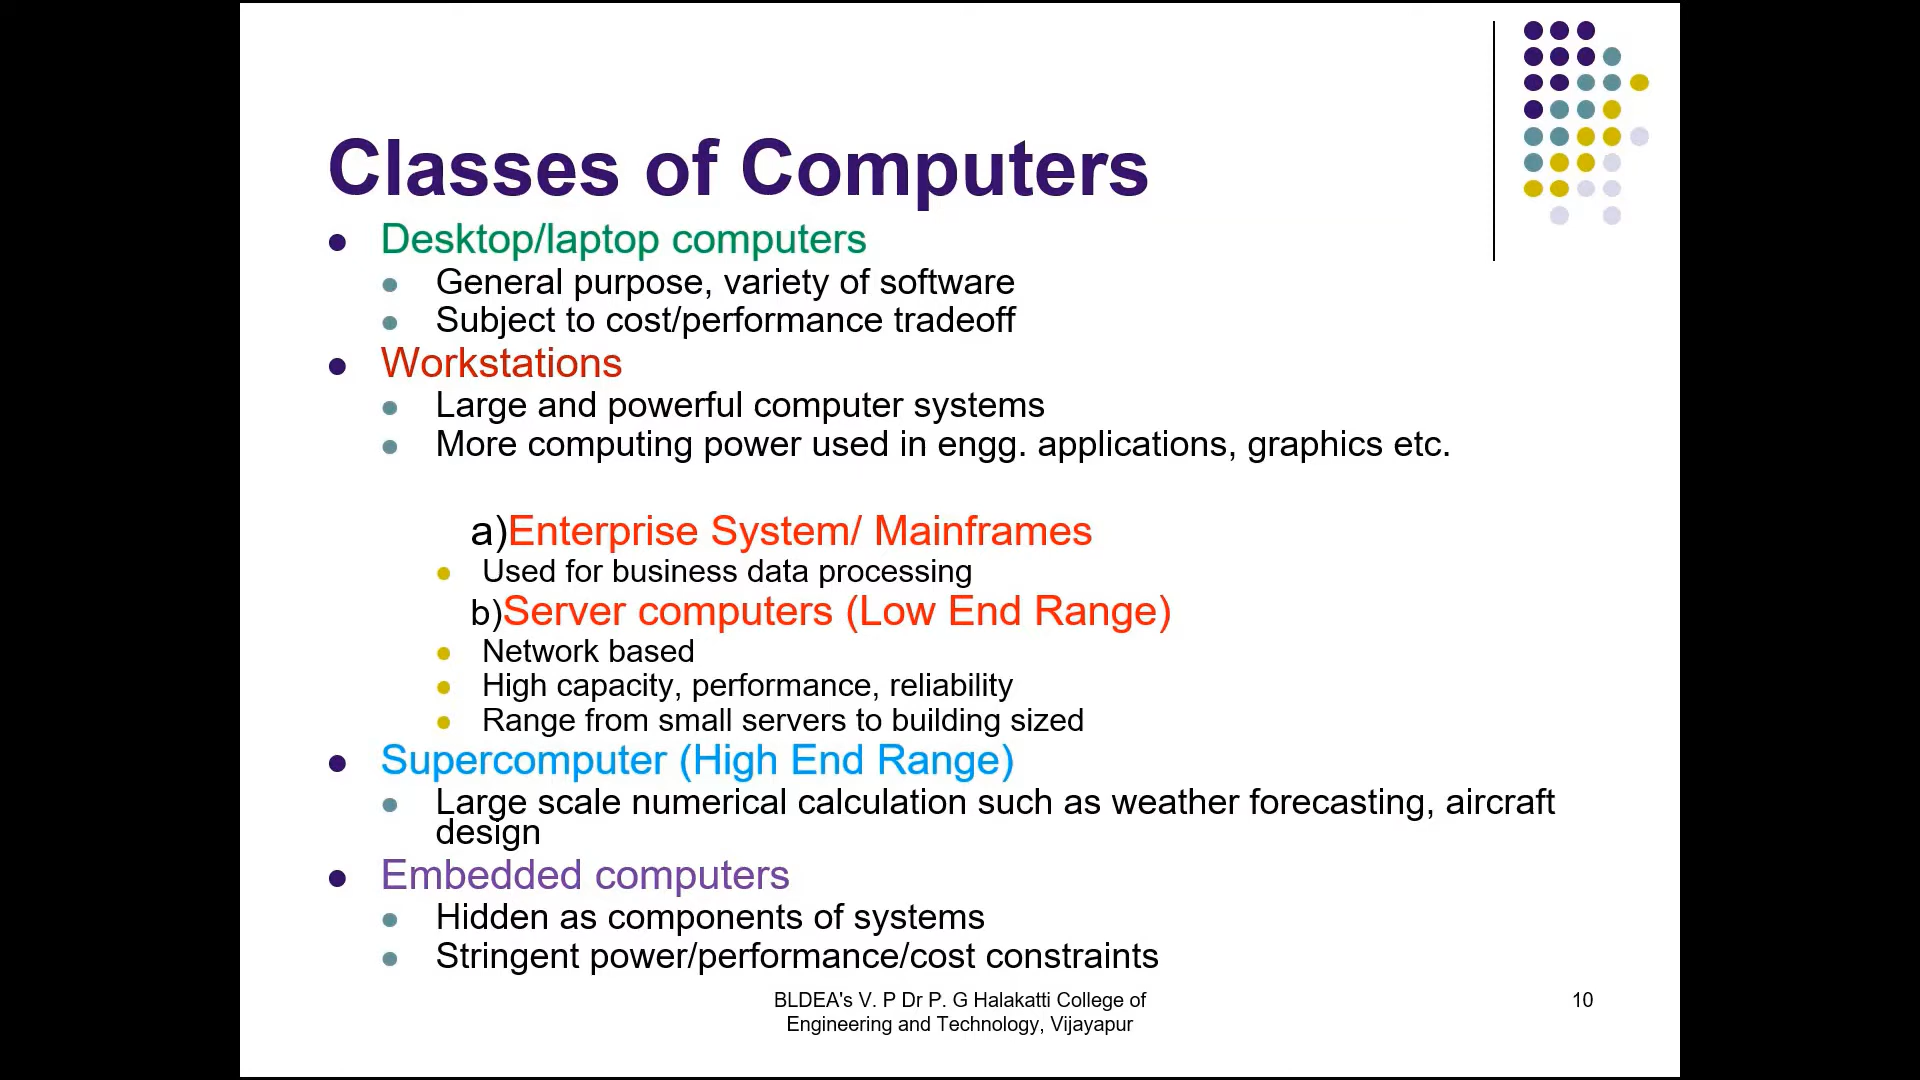 Classes of Computers
Desktop/laptop computers
General purpose, variety of software
Subject to cost/performance tradeoff
Workstations
Large and powerful computer systems
More computing power used in engg. applications, graphics etc.
a)Enterprise System/ Mainframes
Used for business data processing
b)Server computers (Low End Range)
Network based
High capacity, performance, reliability
Range from small servers to building sized
Supercomputer (High End Range)
Large scale numerical calculation such as weather forecasting, aircraft
design
Embedded computers
Hidden as components of systems
Stringent power/performance/cost constraints
BLDEA's V. P Dr P. G Halakatti College of
Engineering and Technology, Vijayapur
10